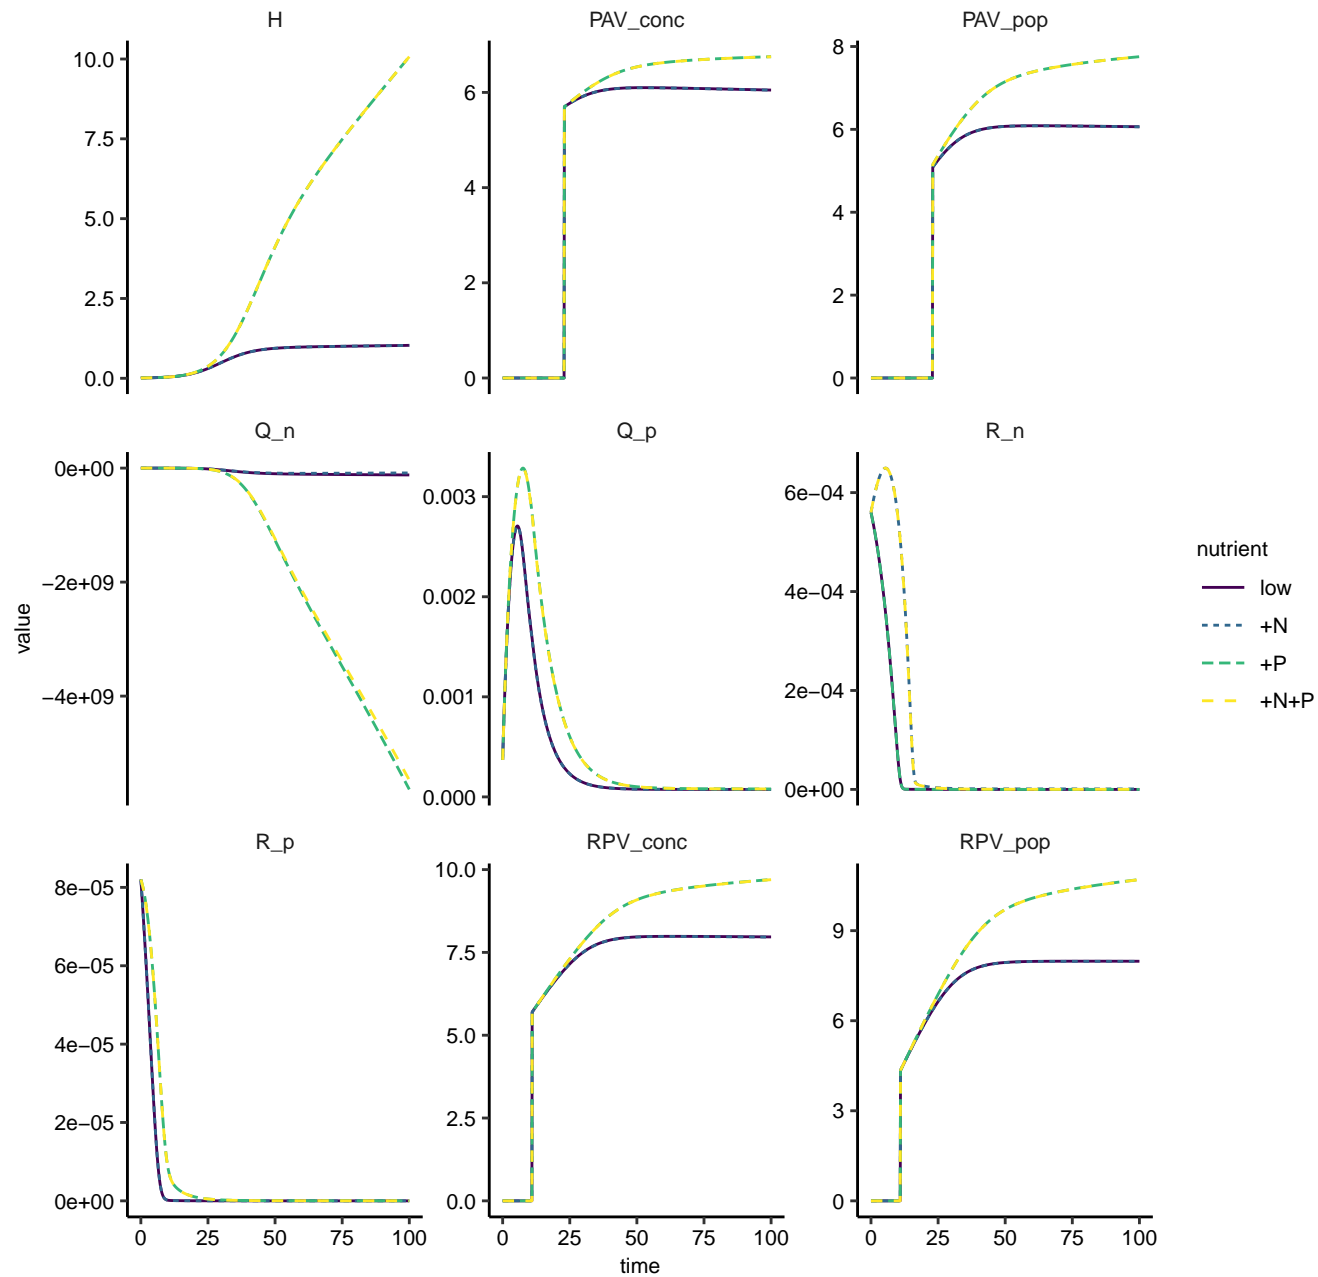 H
PAV_conc
PAV_pop
10.0
7.5
5.0
2.5
0.0
6
4
2
0
8
6
4
2
0
Q_n
Q_p
R_n
0e+00
−2e+09
−4e+09
0.003
0.002
0.001
0.000
6e−04
4e−04
2e−04
0e+00
R_p
RPV_conc
RPV_pop
8e−05
6e−05
4e−05
2e−05
0e+00
10.0
7.5
5.0
2.5
0.0
9
6
3
0
0 25 50 75 100
0 25 50 75 100
0 25 50 75 100
time
value
nutrient
low
+N
+P
+N+P